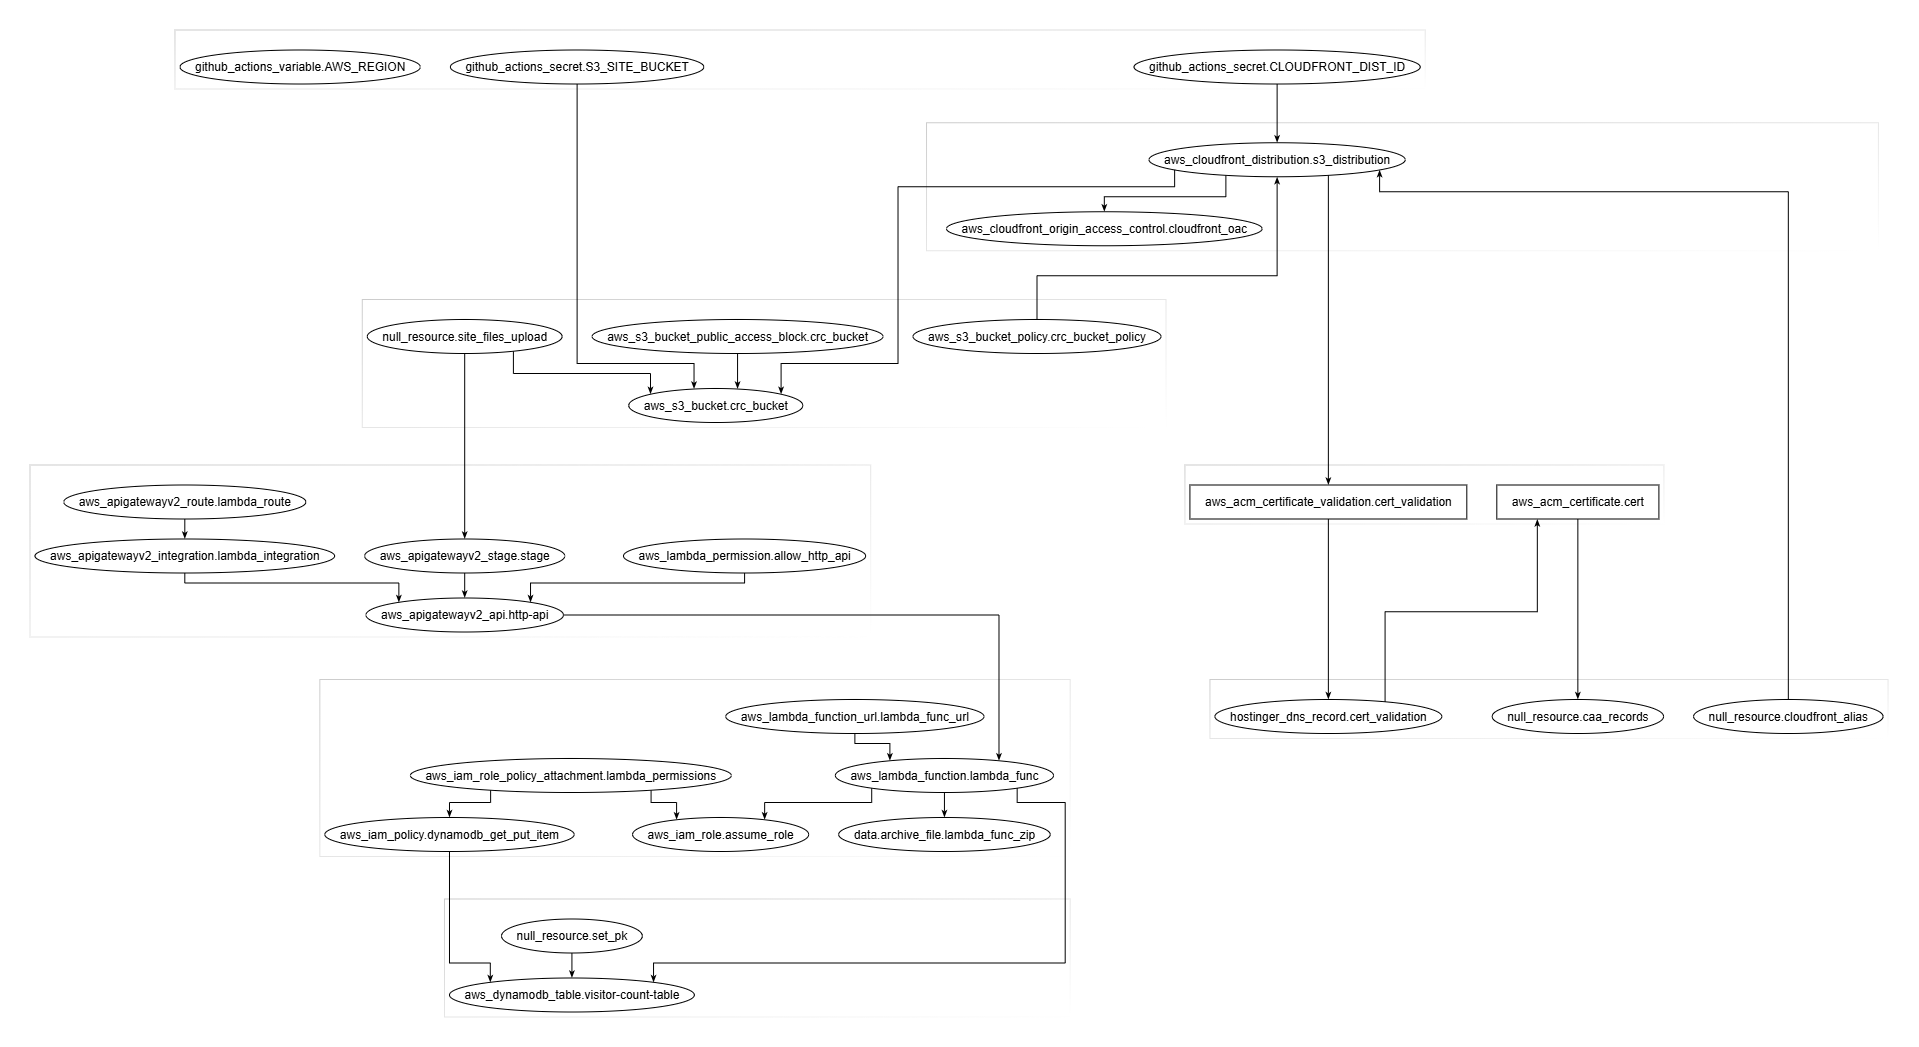 github_actions_variable.AWS_REGION
github_actions_secret.S3_SITE_BUCKET
github_actions_secret.CLOUDFRONT_DIST_ID
aws_cloudfront_distribution.s3_distribution
aws_cloudfront_origin_access_control.cloudfront_oac
null_resource.site_files_upload
aws_s3_bucket_public_access_block.crc_bucket
aws_s3_bucket_policy.crc_bucket_policy
aws_s3_bucket.crc_bucket
aws_apigatewayv2_route.lambda_route
aws_acm_certificate_validation.cert_validation
aws_acm_certificate.cert
aws_apigatewayv2_integration.lambda_integration
aws_apigatewayv2_stage.stage
aws_lambda_permission.allow_http_api
aws_apigatewayv2_api.http-api
aws_lambda_function_url.lambda_func_url
hostinger_dns_record.cert_validation
null_resource.caa_records
null_resource.cloudfront_alias
aws_iam_role_policy_attachment.lambda_permissions
aws_lambda_function.lambda_func
aws_iam_policy.dynamodb_get_put_item
aws_iam_role.assume_role
data.archive_file.lambda_func_zip
null_resource.set_pk
aws_dynamodb_table.visitor-count-table